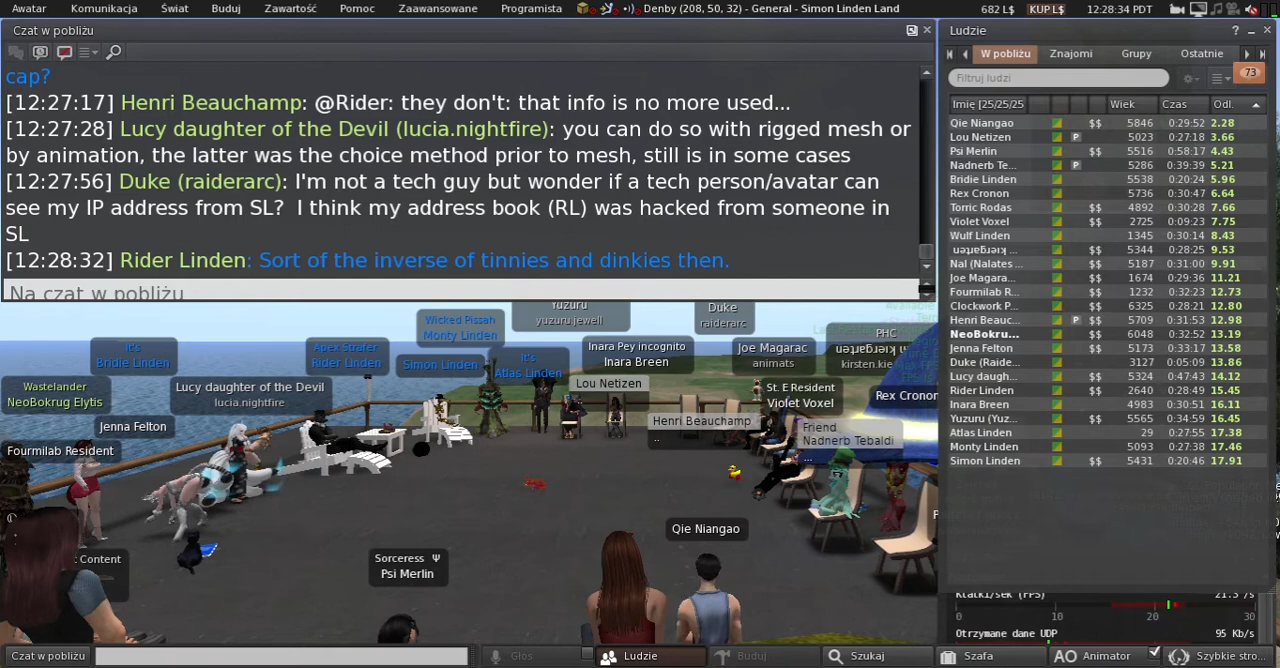 Awatar Komunikacja Świat Buduj Zawartość Pomoc Zaawansowane Programista Denby (208, 50, 32) - General - Simon Linden Land 682 L$ KUP L$ 12:28:34 PDT
Czat w pobliżu
cap?
[12:27:17] Henri Beauchamp: @Rider: they don't: that info is no more used...
[12:27:28] Lucy daughter of the Devil (lucia.nightfire): you can do so with rigged mesh or
by animation, the latter was the choice method prior to mesh, still is in some cases
[12:27:56] Duke (raiderarc): I'm not a tech guy but wonder if a tech person/avatar can
see my IP address from SL? I think my address book (RL) was hacked from someone in
SL
[12:28:32] Rider Linden: Sort of the inverse of tinnies and dinkies then.
Na czat w pobliżu
Ludzie
W pobliżu Znajomi Grupy Ostatnie
Filtruj ludzi
73
Imię [25/25/25 Wiek Czas Odl.
Qie Niangao $$ 5846 0:29:52 2.28
Lou Netizen P 5023 0:27:18 3.66
Psi Merlin $$ 5516 0:58:17 4.43
Nadnerb Te... P 5286 0:39:39 5.21
Bridie Linden 5538 0:20:24 5.96
Rex Cronon 5736 0:30:47 6.64
Torric Rodas $$ 4892 0:30:28 7.66
Violet Voxel $$ 2725 0:09:23 7.75
Wulf Linden 1345 0:30:14 8.43
$$ 5344 0:28:25 9.53
Nal (Nalates ... $$ 5187 0:31:00 9.91
Joe Magara... $$ 1674 0:29:36 11.21
Fourmilab R... $$ 1232 0:32:23 12.73
Clockwork P... $$ 6325 0:28:21 12.80
Henri Beauc... P $$ 5709 0:31:53 12.98
NeoBokru... $$ 6048 0:32:52 13.19
Jenna Felton $$ 5173 0:33:17 13.58
Duke (Raide... 3127 0:05:09 13.86
Lucy daugh... $$ 5324 0:47:43 14.12
Rider Linden $$ 2640 0:28:49 15.45
Inara Breen 4983 0:30:51 16.11
Yuzuru (Yuz... $$ 5565 0:34:59 16.45
Atlas Linden 29 0:27:55 17.38
Monty Linden 5093 0:27:38 17.46
Simon Linden $$ 5431 0:20:46 17.91
Yuzuru
yuzuru.jewell
Duke
raiderarc
Wicked Pissah
Monty Linden
It's
Bridie Linden
Apex Strafer
Rider Linden
Simon Linden
It's
Atlas Linden
Inara Pey incognito
Inara Breen
Joe Magarac
animats
PHC
kirsten.kie
Wastelander
NeoBokrug Elytis
Lucy daughter of the Devil
lucia.nightfire
Lou Netizen
St. E Resident
Violet Voxel
Rex Cronon
Jenna Felton
Henri Beauchamp
..
Friend
Nadnerb Tebaldi
...
Fourmilab Resident
Qie Niangao
t Content
Sorceress Ψ
Psi Merlin
Klatki/sek (FPS) 21.3 /s
0 10 20 30
Otrzymane dane UDP 95 Kb/s
Czat w pobliżu Głos Ludzie Buduj Szukaj Szafa AO Animator Szybkie stro...